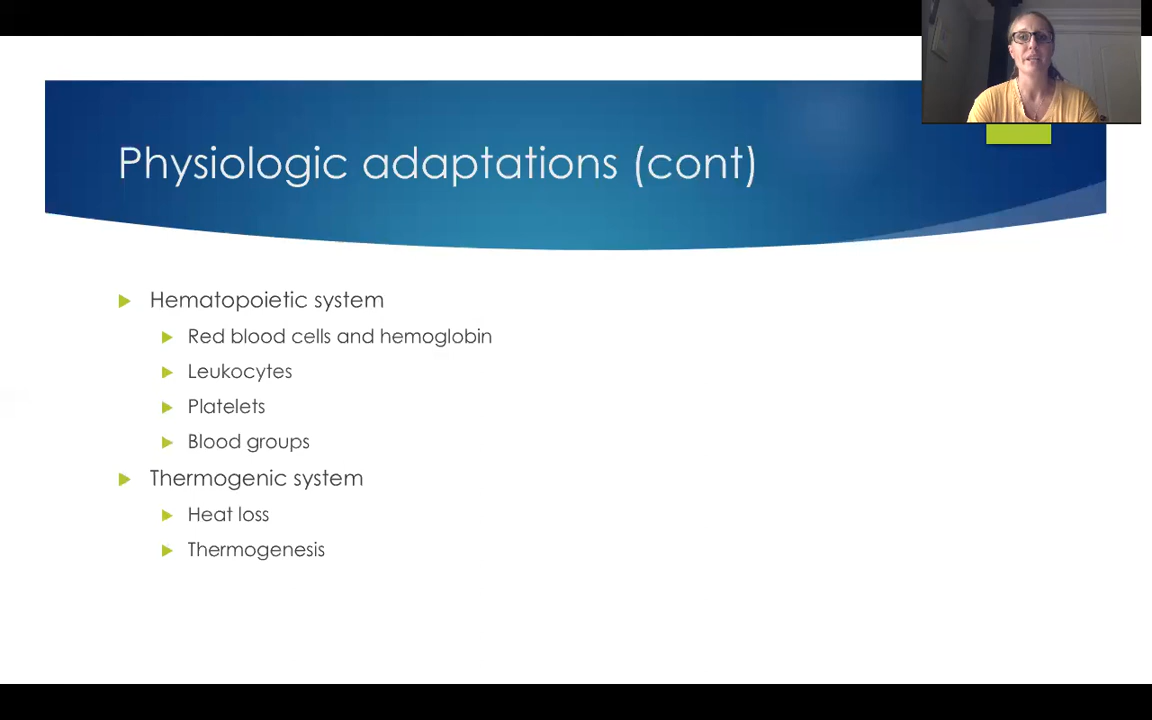 Physiologic adaptations (cont)
Hematopoietic system
Red blood cells and hemoglobin
Leukocytes
Platelets
Blood groups
Thermogenic system
Heat loss
Thermogenesis